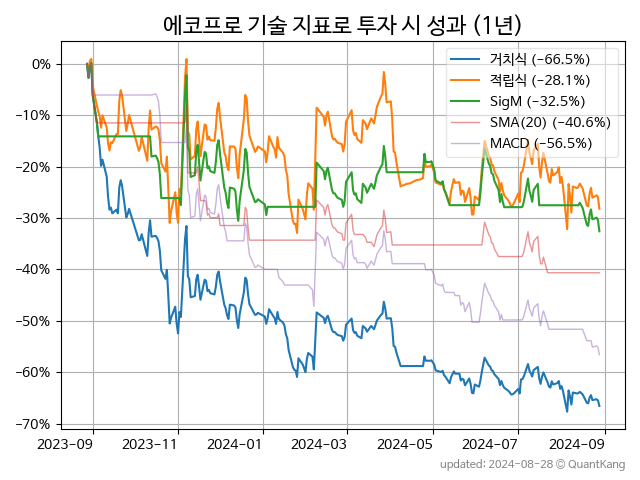 에코프로 기술 지표로 투자 시 성과 (1년)
거치식 (−66.5%)
적립식 (−28.1%)
SigM (−32.5%)
SMA(20) (−40.6%)
MACD (−56.5%)
0%
−10%
−20%
−30%
−40%
−50%
−60%
−70%
2023-09 2023-11 2024-01 2024-03 2024-05 2024-07 2024-09
updated: 2024-08-28 © QuantKang